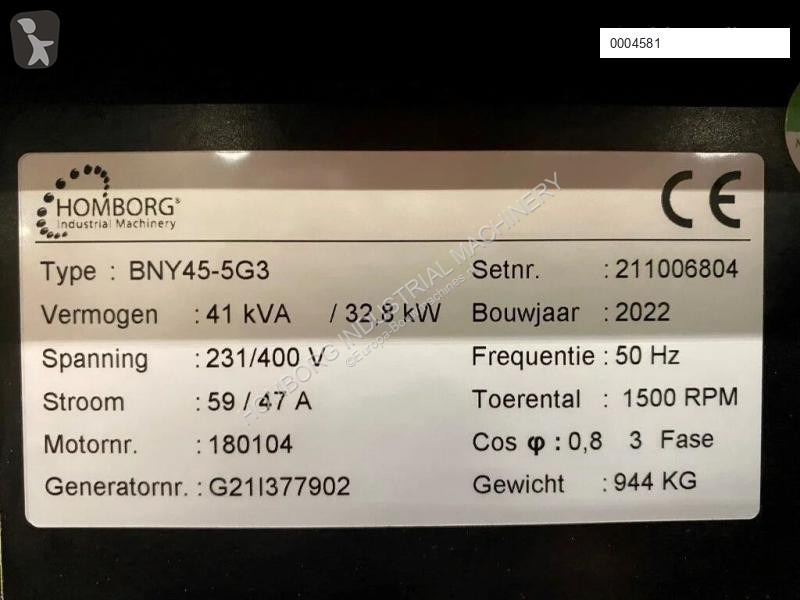 0004581
HOMBORG®
Industrial Machinery
CE
Type : BNY45-5G3
Setnr. : 211006804
Vermogen : 41 kVA / 32,8 kW
Bouwjaar : 2022
Spanning : 231/400 V
Frequentie : 50 Hz
Stroom : 59 / 47 A
Toerental : 1500 RPM
Motornr. : 180104
Cos φ : 0,8 3 Fase
Generatornr. : G21I377902
Gewicht : 944 KG
HOMBORG INDUSTRIAL MACHINERY